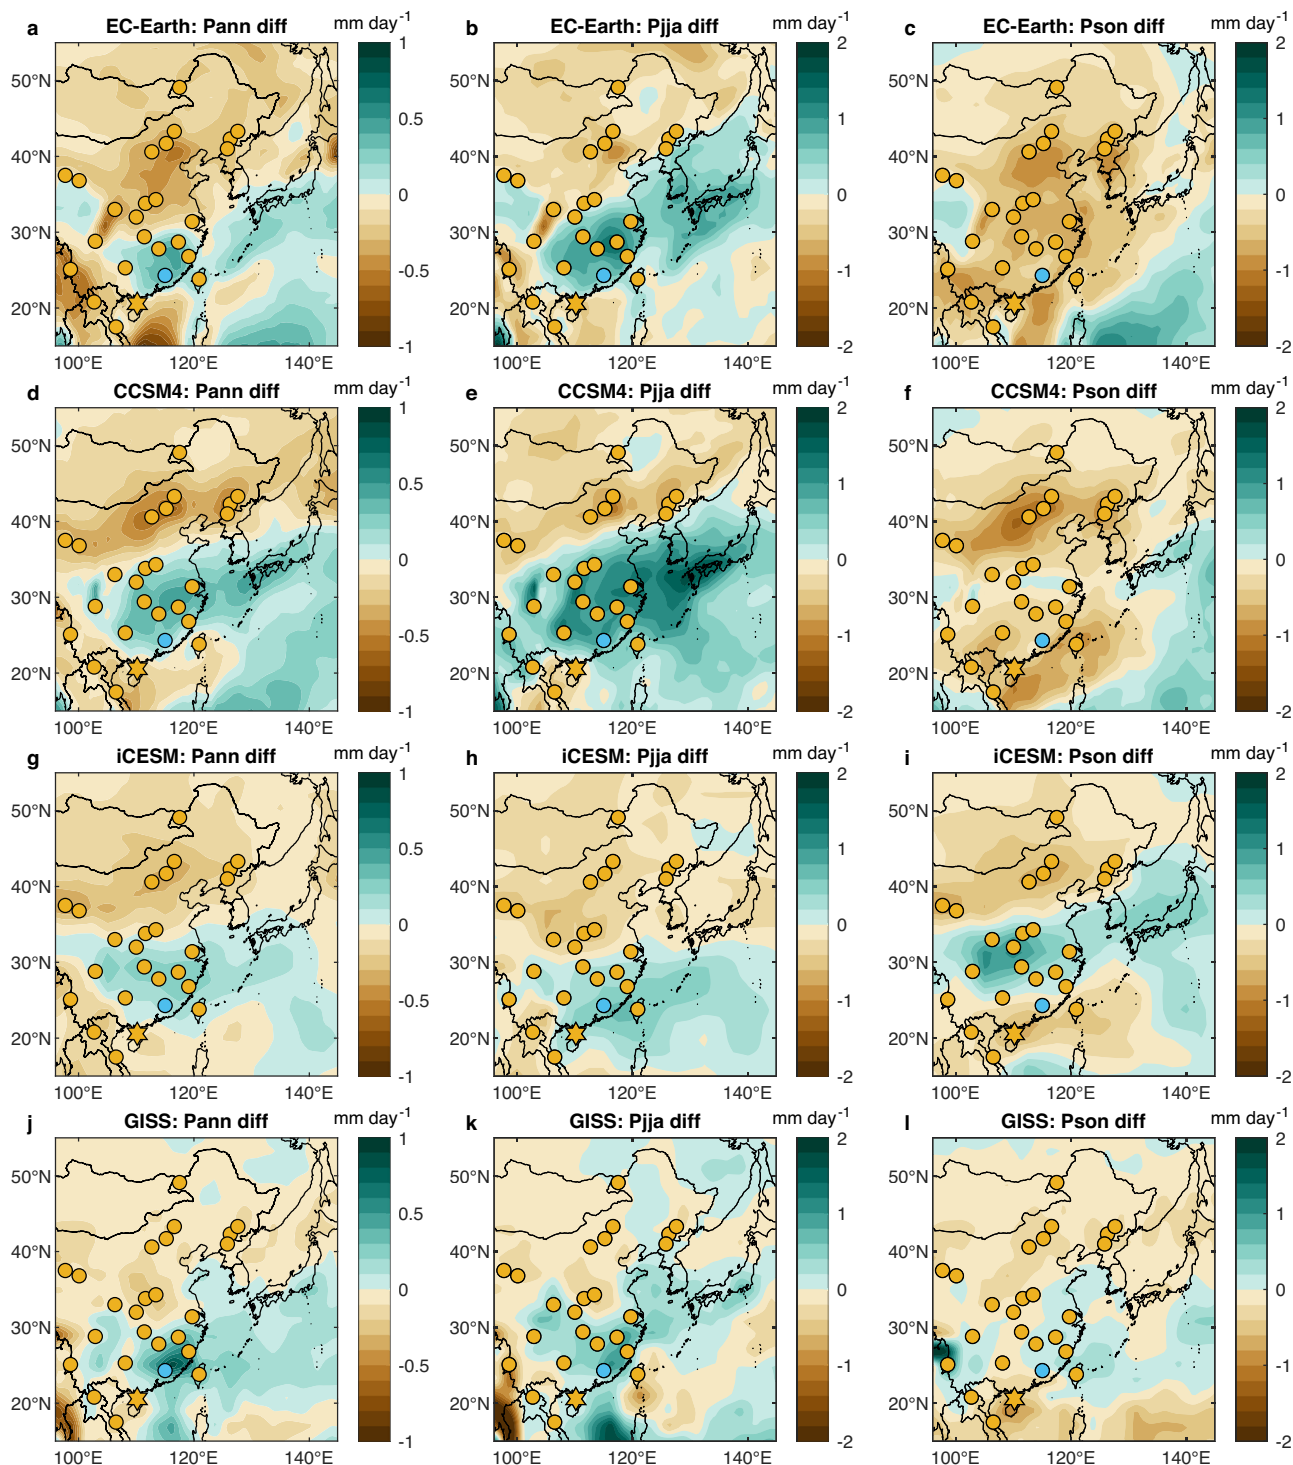 a EC-Earth: Pann diff mm day-1
b EC-Earth: Pjja diff mm day-1
c EC-Earth: Pson diff mm day-1
50°N
40°N
30°N
20°N
100°E 120°E 140°E
1
0.5
0
-0.5
-1
50°N
40°N
30°N
20°N
100°E 120°E 140°E
2
1
0
-1
-2
50°N
40°N
30°N
20°N
100°E 120°E 140°E
2
1
0
-1
-2
d CCSM4: Pann diff mm day-1
e CCSM4: Pjja diff mm day-1
f CCSM4: Pson diff mm day-1
50°N
40°N
30°N
20°N
100°E 120°E 140°E
1
0.5
0
-0.5
-1
50°N
40°N
30°N
20°N
100°E 120°E 140°E
2
1
0
-1
-2
50°N
40°N
30°N
20°N
100°E 120°E 140°E
2
1
0
-1
-2
g iCESM: Pann diff mm day-1
h iCESM: Pjja diff mm day-1
i iCESM: Pson diff mm day-1
50°N
40°N
30°N
20°N
100°E 120°E 140°E
1
0.5
0
-0.5
-1
50°N
40°N
30°N
20°N
100°E 120°E 140°E
2
1
0
-1
-2
50°N
40°N
30°N
20°N
100°E 120°E 140°E
2
1
0
-1
-2
j GISS: Pann diff mm day-1
k GISS: Pjja diff mm day-1
l GISS: Pson diff mm day-1
50°N
40°N
30°N
20°N
100°E 120°E 140°E
1
0.5
0
-0.5
-1
50°N
40°N
30°N
20°N
100°E 120°E 140°E
2
1
0
-1
-2
50°N
40°N
30°N
20°N
100°E 120°E 140°E
2
1
0
-1
-2